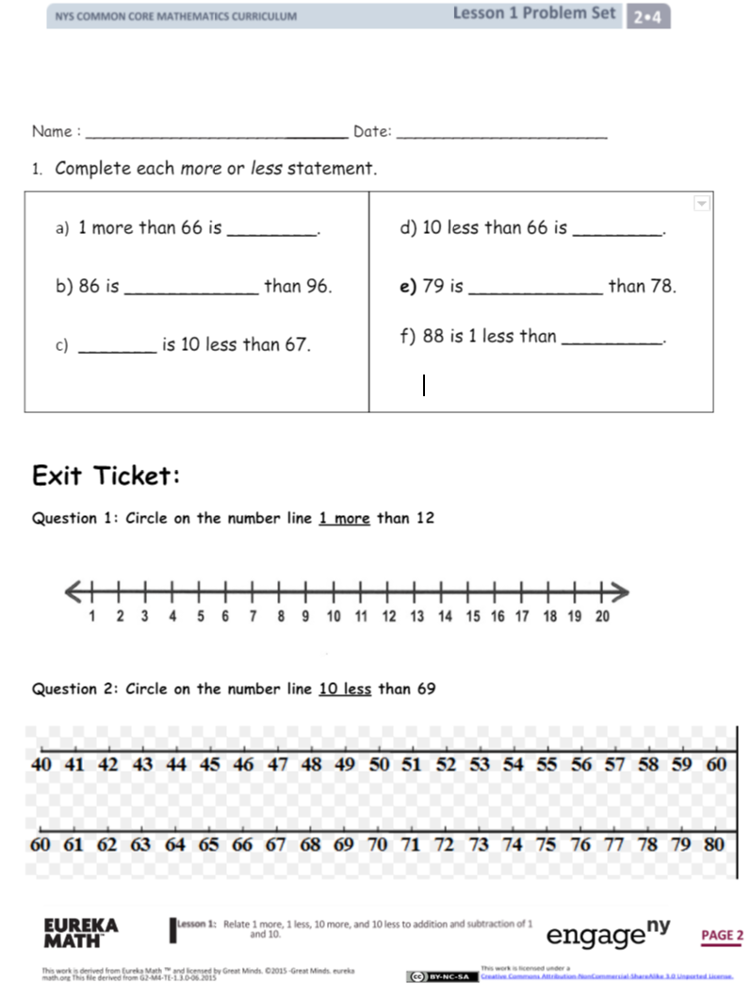 NYS COMMON CORE MATHEMATICS CURRICULUM Lesson 1 Problem Set 2•4
Name : ____________________________ Date: ______________________
1. Complete each more or less statement.
a) 1 more than 66 is _________.
b) 86 is _____________ than 96.
c) ________ is 10 less than 67.
d) 10 less than 66 is _________.
e) 79 is _____________ than 78.
f) 88 is 1 less than __________.
Exit Ticket:
Question 1: Circle on the number line 1 more than 12
1 2 3 4 5 6 7 8 9 10 11 12 13 14 15 16 17 18 19 20
Question 2: Circle on the number line 10 less than 69
40 41 42 43 44 45 46 47 48 49 50 51 52 53 54 55 56 57 58 59 60
60 61 62 63 64 65 66 67 68 69 70 71 72 73 74 75 76 77 78 79 80
EUREKA
MATH™
Lesson 1: Relate 1 more, 1 less, 10 more, and 10 less to addition and subtraction of 1
and 10.
engageny
PAGE 2
This work is derived from Eureka Math ™ and licensed by Great Minds. ©2015 -Great Minds. eureka
math.org This file derived from G2-M4-TE-1.3.0-06.2015
cc BY-NC-SA
This work is licensed under a
Creative Commons Attribution-NonCommercial-ShareAlike 3.0 Unported License.